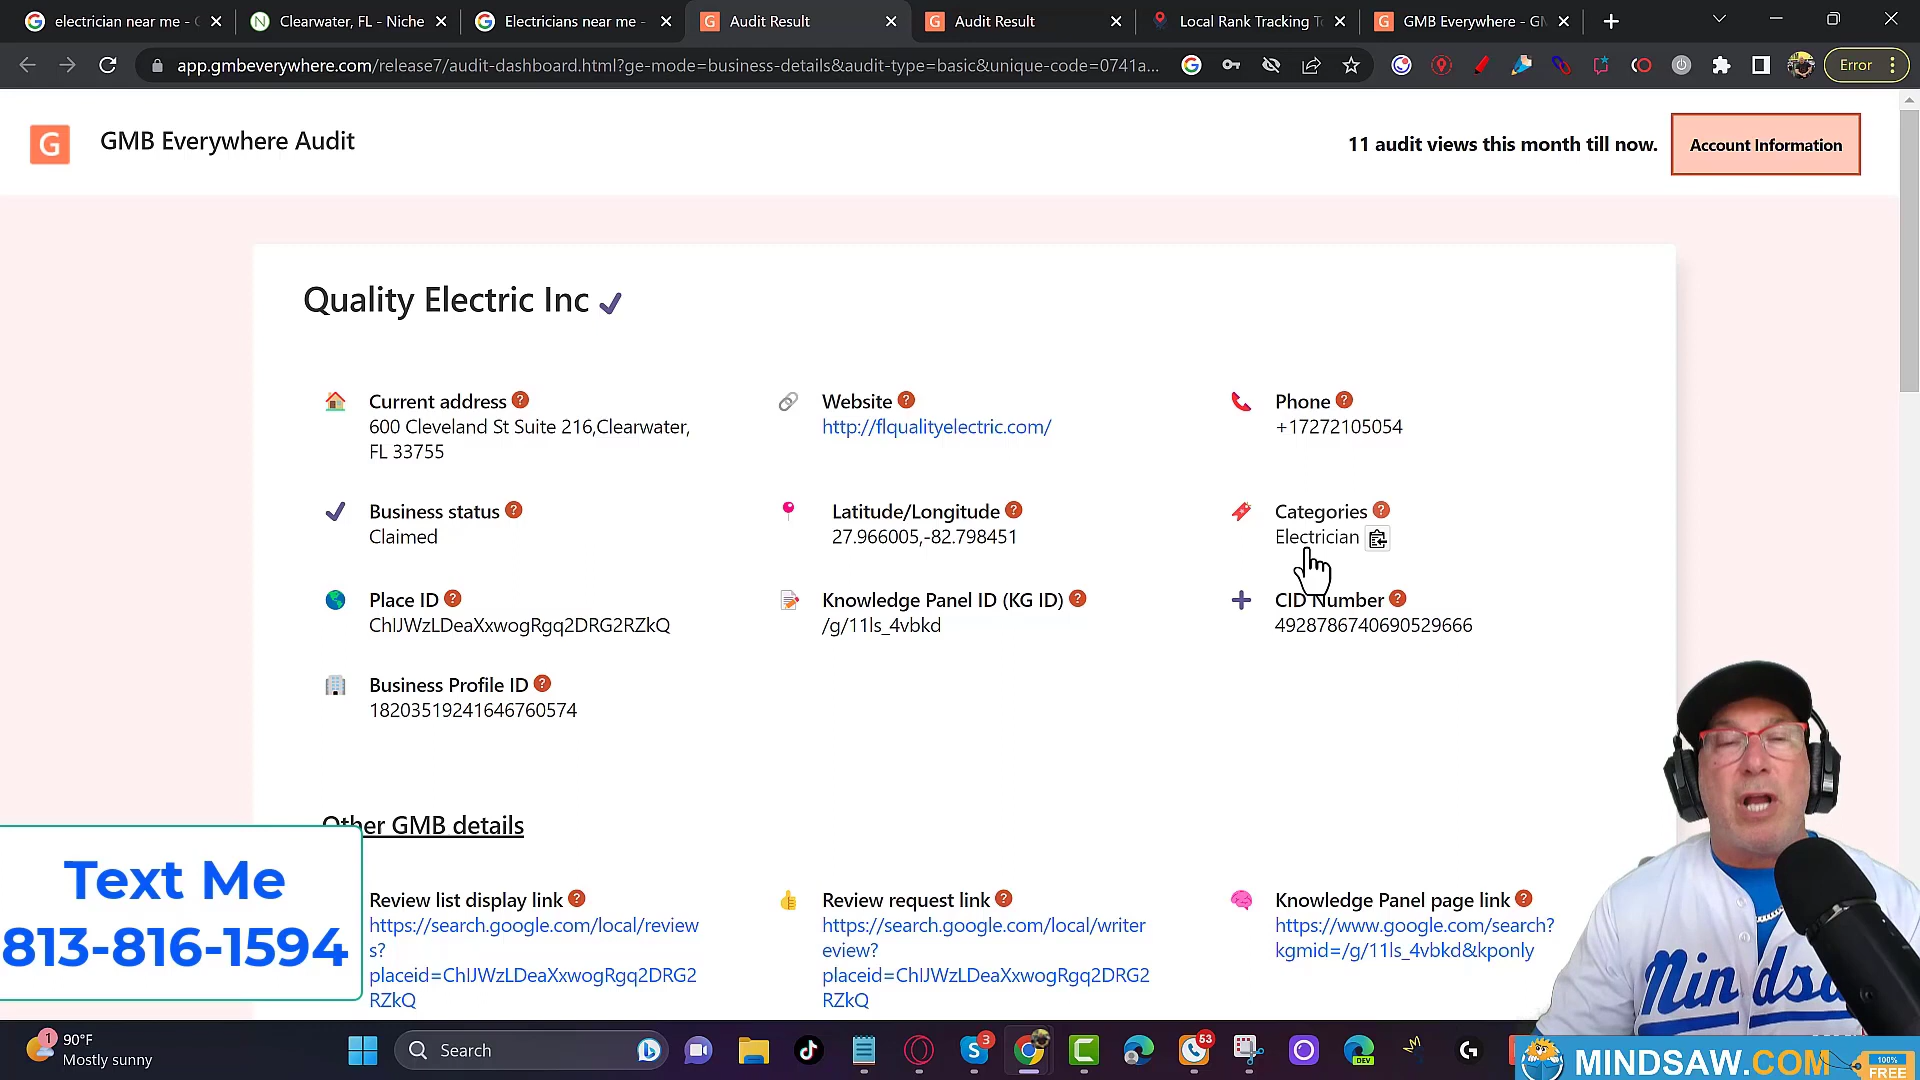 electrician near me -
Clearwater, FL - Niche
Electricians near me -
Audit Result
Audit Result
Local Rank Tracking T
GMB Everywhere - G
app.gmbeverywhere.com/release7/audit-dashboard.html?ge-mode=business-details&audit-type=basic&unique-code=0741a...
Error
G
GMB Everywhere Audit
11 audit views this month till now.
Account Information
Quality Electric Inc
Current address
600 Cleveland St Suite 216,Clearwater,
FL 33755
Website
http://flqualityelectric.com/
Phone
+17272105054
Business status
Claimed
Latitude/Longitude
27.966005,-82.798451
Categories
Electrician
Place ID
ChIJWzLDeaXxwogRgq2DRG2RZkQ
Knowledge Panel ID (KG ID)
/g/11ls_4vbkd
CID Number
4928786740690529666
Business Profile ID
18203519241646760574
Other GMB details
Review list display link
https://search.google.com/local/review
s?
placeid=ChIJWzLDeaXxwogRgq2DRG2
RZkQ
Review request link
https://search.google.com/local/writer
eview?
placeid=ChIJWzLDeaXxwogRgq2DRG2
RZkQ
Knowledge Panel page link
https://www.google.com/search?
kgmid=/g/11ls_4vbkd&kponly
Text Me
813-816-1594
Mindsaw
1
90°F
Mostly sunny
Search
3
53
DEV
MINDSAW.COM
100%
FREE